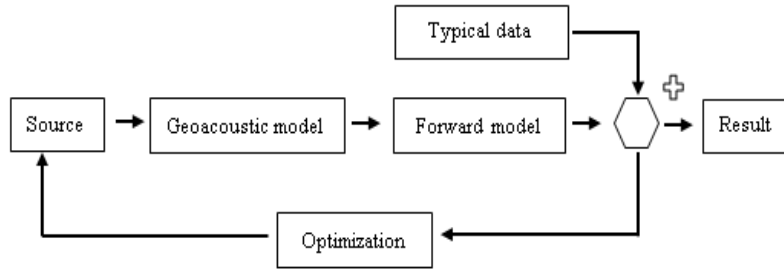 Typical data
Source
Geoacoustic model
Forward model
Result
Optimization